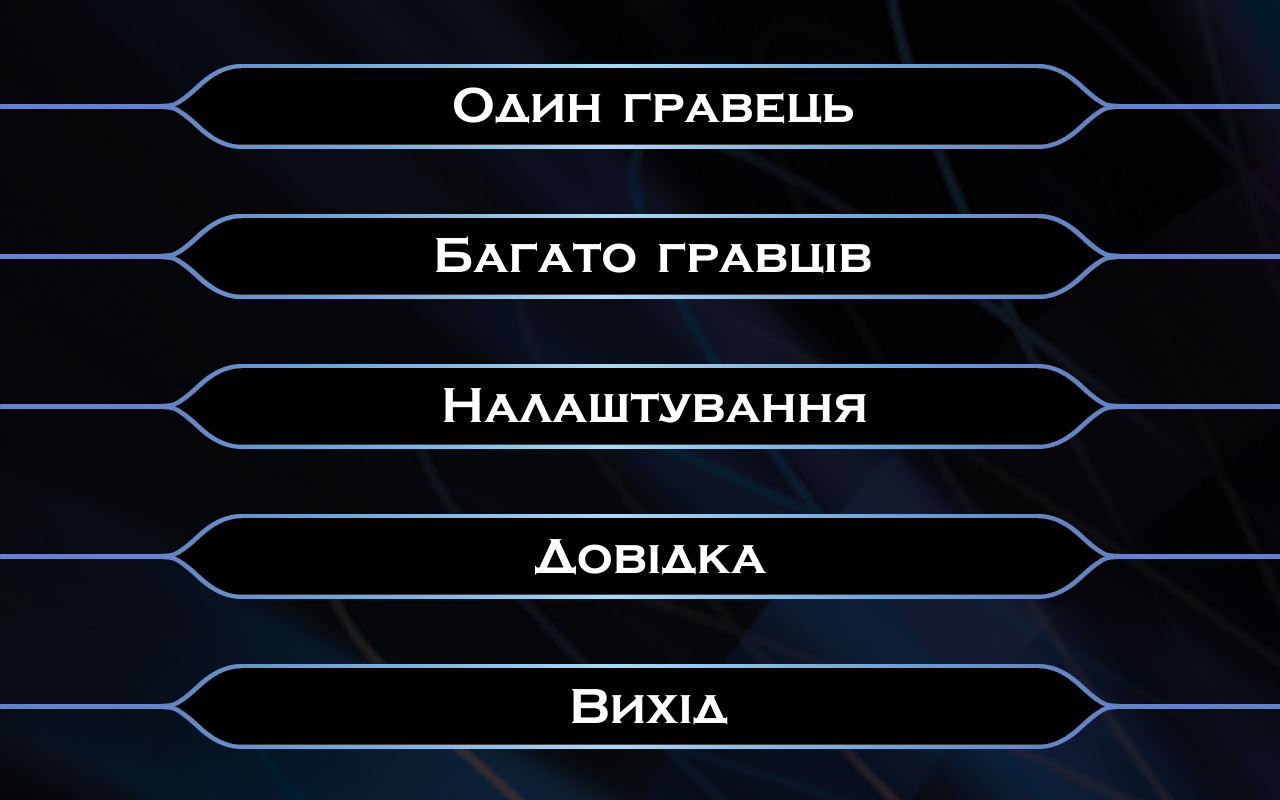 Один гравець
Багато гравців
Налаштування
Довідка
Вихід